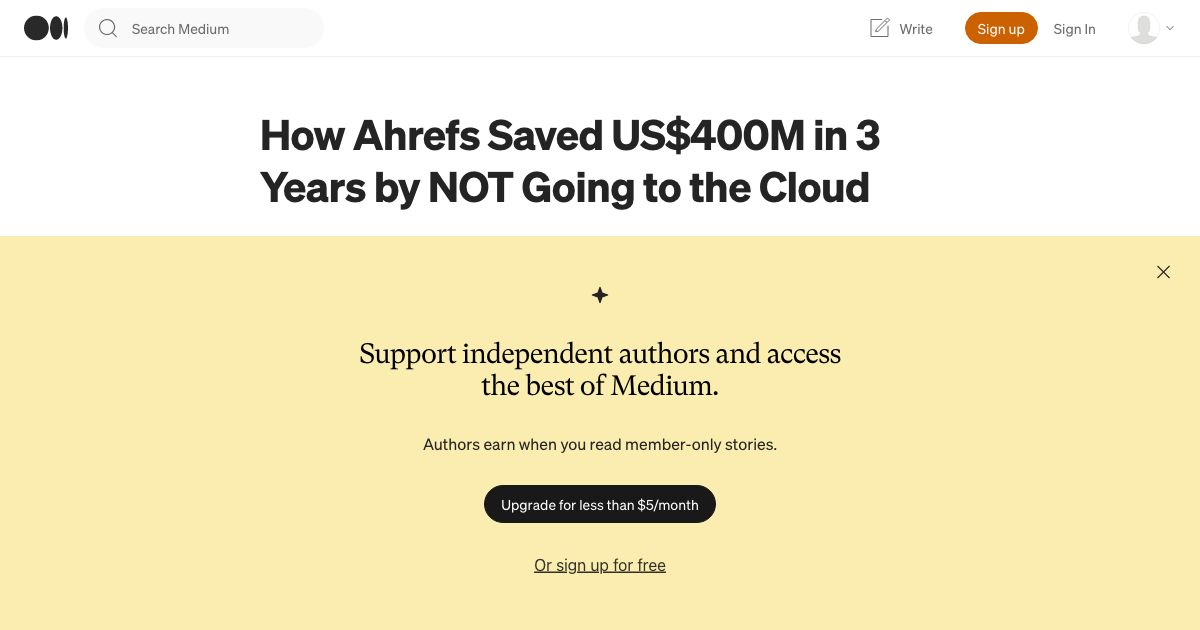 Search Medium
Write
Sign up
Sign In
How Ahrefs Saved US$400M in 3
Years by NOT Going to the Cloud
Support independent authors and access
the best of Medium.
Authors earn when you read member-only stories.
Upgrade for less than $5/month
Or sign up for free